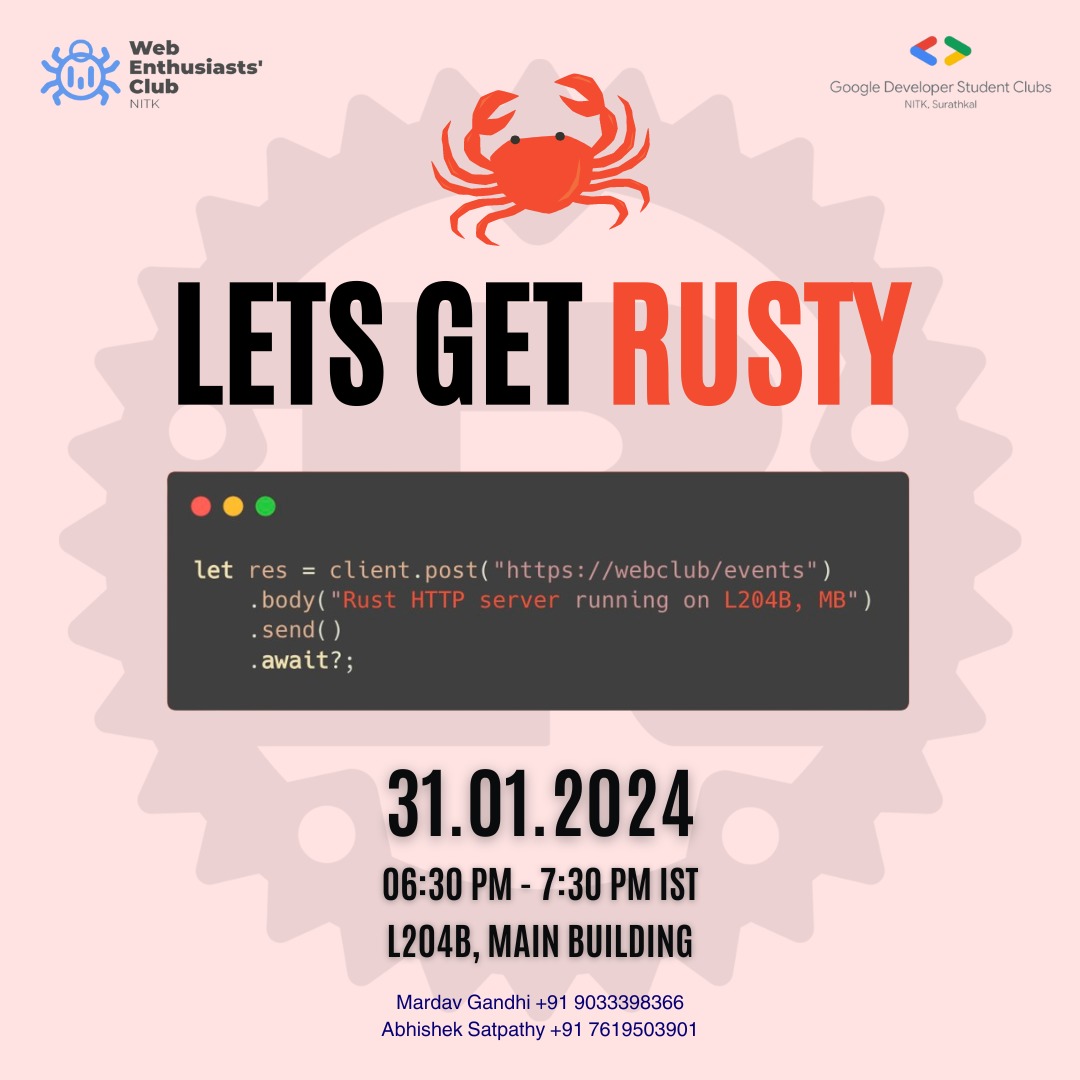 Web
Enthusiasts'
Club
NITK
Google Developer Student Clubs
NITK, Surathkal
LETS GET RUSTY
let res = client.post("https://webclub/events")
    .body("Rust HTTP server running on L204B, MB")
    .send()
    .await?;
31.01.2024
06:30 PM - 7:30 PM IST
L204B, MAIN BUILDING
Mardav Gandhi +91 9033398366
Abhishek Satpathy +91 7619503901